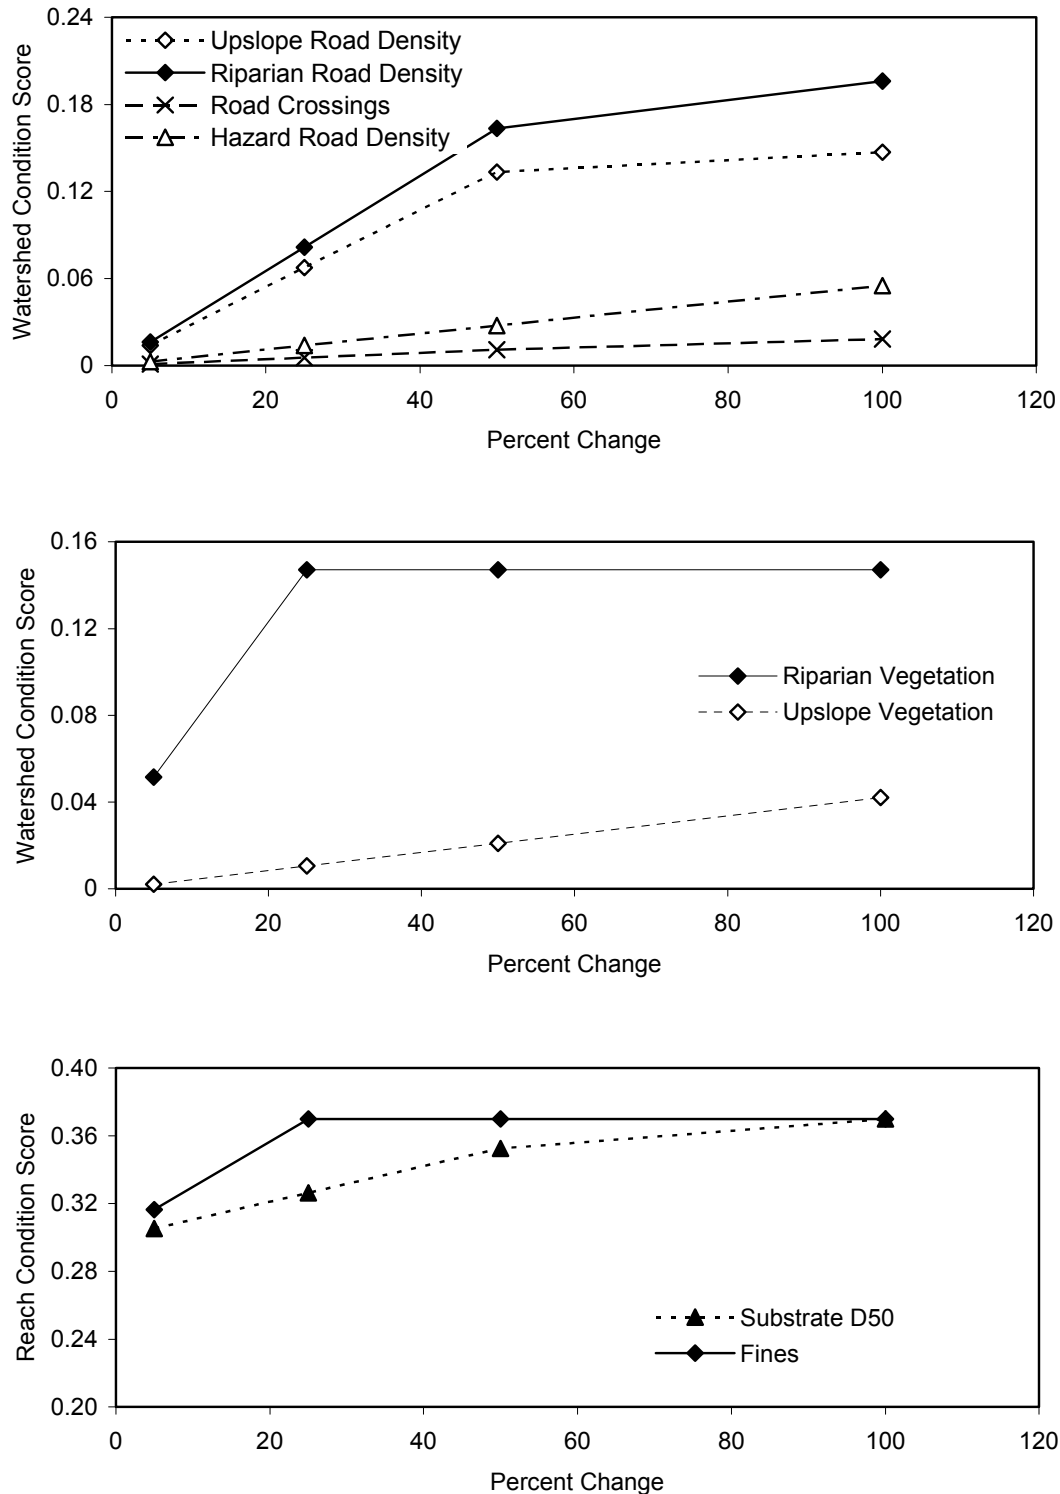 0.24
Upslope Road Density
Riparian Road Density
0.18
Road Crossings
Hazard Road Density
0.12
0.06
0
Watershed Condition Score
0 20 40 60 80 100 120
Percent Change
0.16
0.12
Riparian Vegetation
0.08
Upslope Vegetation
0.04
0
Watershed Condition Score
0 20 40 60 80 100 120
Percent Change
0.40
0.36
0.32
0.28
Substrate D50
0.24
Fines
0.20
Reach Condition Score
0 20 40 60 80 100 120
Percent Change